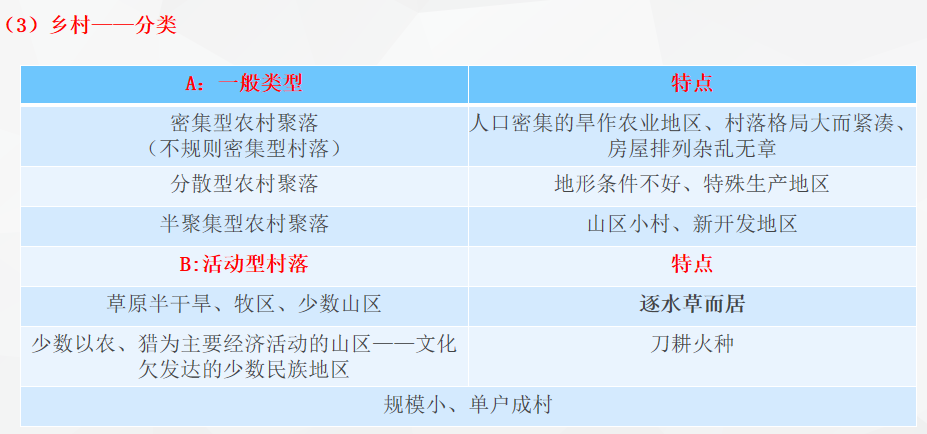 （3）乡村——分类
A：一般类型
特点
密集型农村聚落
（不规则密集型村落）
人口密集的旱作农业地区、村落格局大而紧凑、
房屋排列杂乱无章
分散型农村聚落
地形条件不好、特殊生产地区
半聚集型农村聚落
山区小村、新开发地区
B:活动型村落
特点
草原半干旱、牧区、少数山区
逐水草而居
少数以农、猎为主要经济活动的山区——文化
欠发达的少数民族地区
刀耕火种
规模小、单户成村